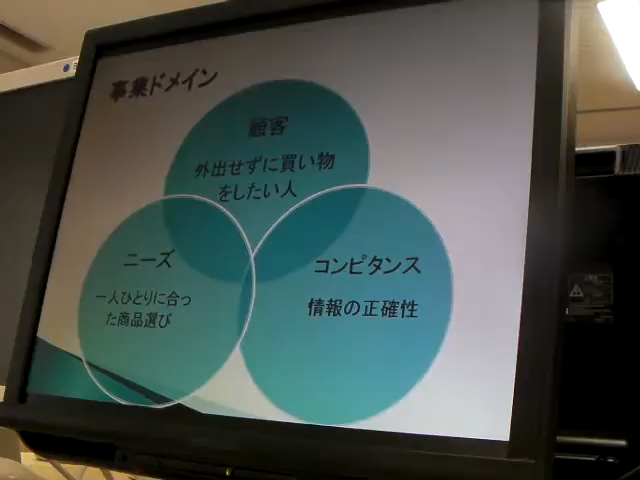 事業ドメイン
顧客
外出せずに買い物
をしたい人
ニーズ
一人ひとりに合っ
た商品選び
コンピタンス
情報の正確性